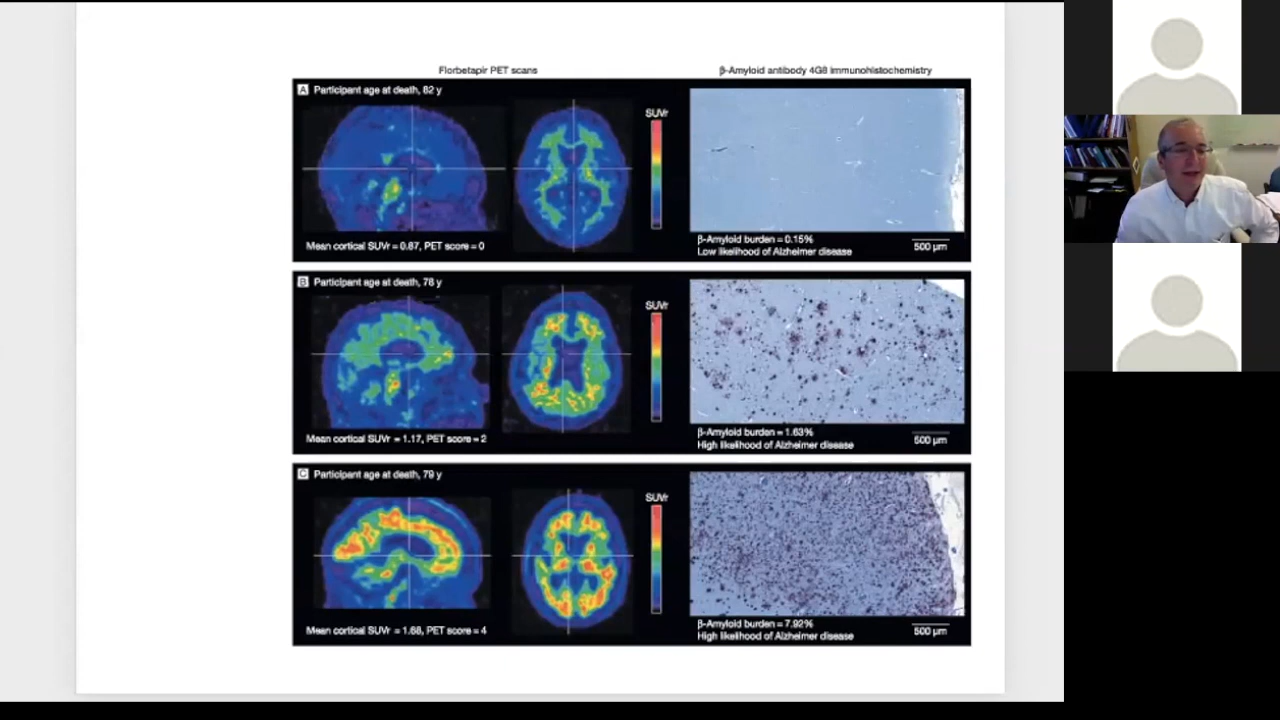 Florbetapir PET scans
β-Amyloid antibody 4G8 immunohistochemistry
A Participant age at death, 82 y
SUVr
Mean cortical SUVr = 0.87, PET score = 0
β-Amyloid burden = 0.15%
Low likelihood of Alzheimer disease
500 μm
B Participant age at death, 78 y
SUVr
Mean cortical SUVr = 1.17, PET score = 2
β-Amyloid burden = 1.63%
High likelihood of Alzheimer disease
500 μm
C Participant age at death, 79 y
SUVr
Mean cortical SUVr = 1.68, PET score = 4
β-Amyloid burden = 7.92%
High likelihood of Alzheimer disease
500 μm